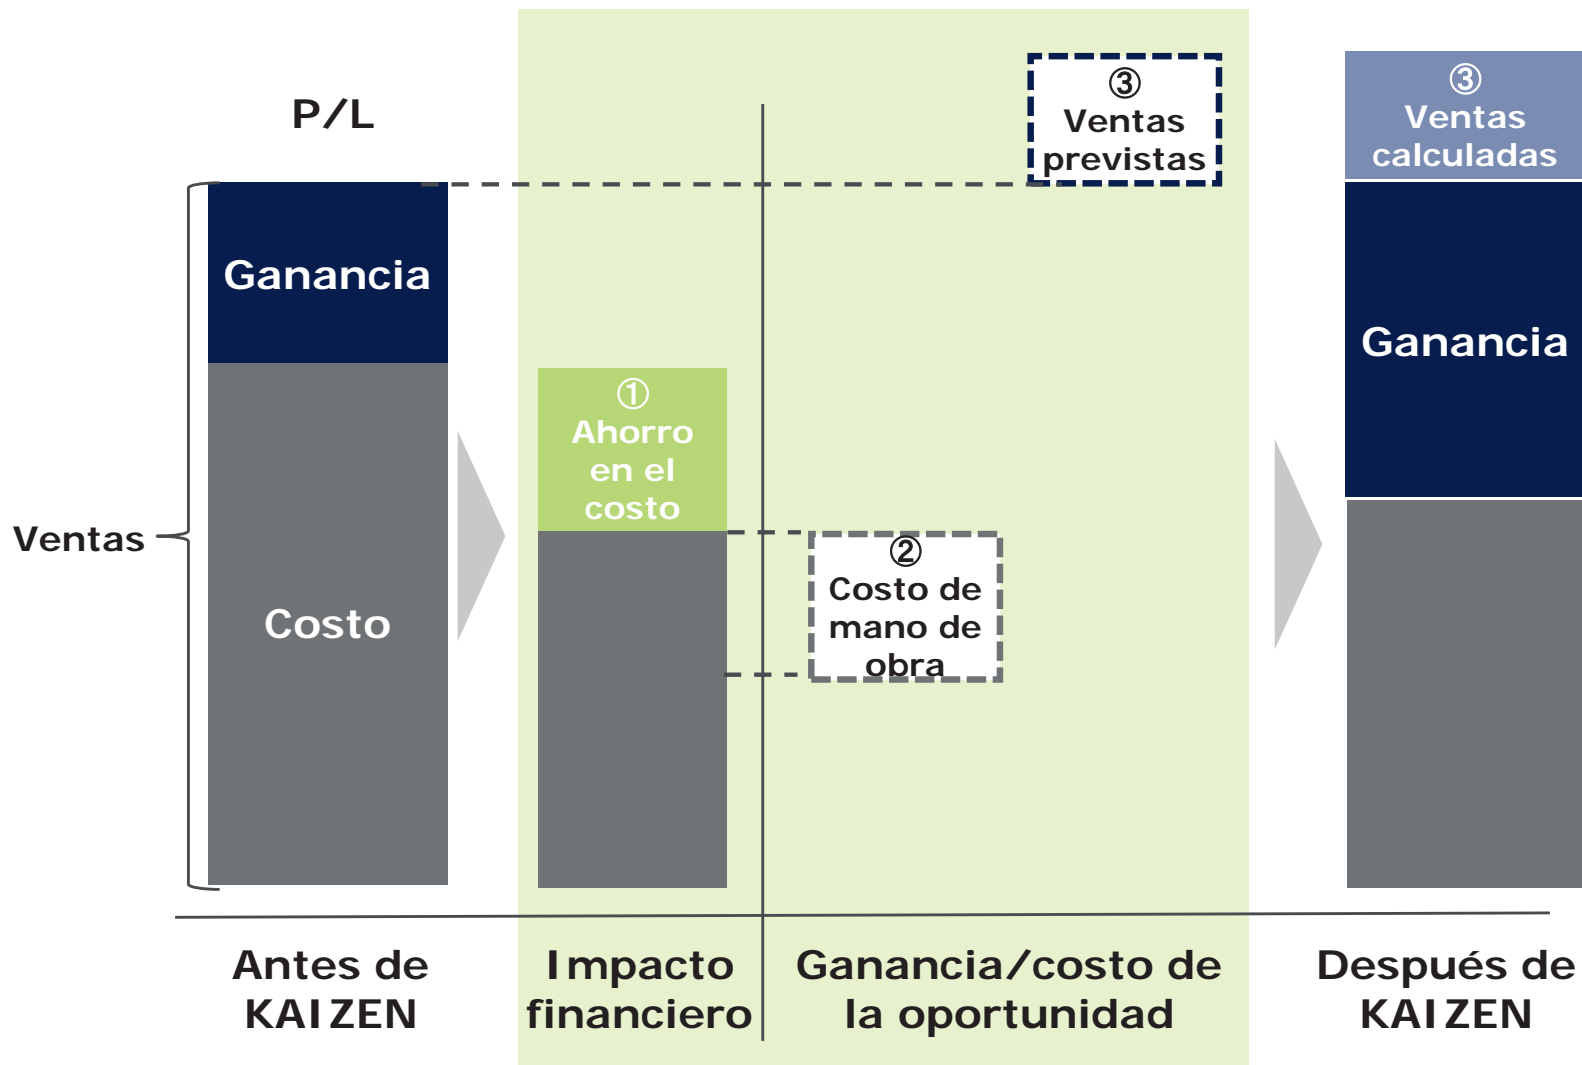 P/L
Ventas
Ganancia
Costo
①
Ahorro
en el
costo
②
Costo de
mano de
obra
③
Ventas
previstas
③
Ventas
calculadas
Ganancia
Antes de
KAIZEN
Impacto
financiero
Ganancia/costo de
la oportunidad
Después de
KAIZEN